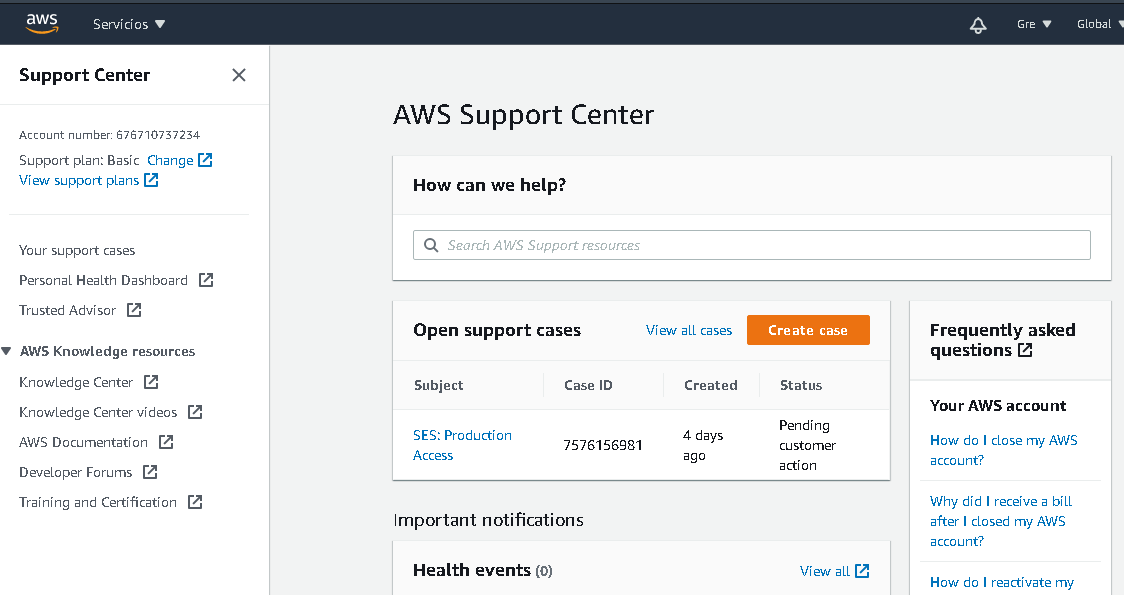 aws
Servicios
Gre
Global
Support Center
Account number: 676710737234
Support plan: Basic Change
View support plans
Your support cases
Personal Health Dashboard
Trusted Advisor
AWS Knowledge resources
Knowledge Center
Knowledge Center videos
AWS Documentation
Developer Forums
Training and Certification
AWS Support Center
How can we help?
Search AWS Support resources
Open support cases
View all cases
Create case
Subject
Case ID
Created
Status
SES: Production
Access
7576156981
4 days
ago
Pending
customer
action
Important notifications
Health events (0)
View all
Frequently asked
questions
Your AWS account
How do I close my AWS
account?
Why did I receive a bill
after I closed my AWS
account?
How do I reactivate my